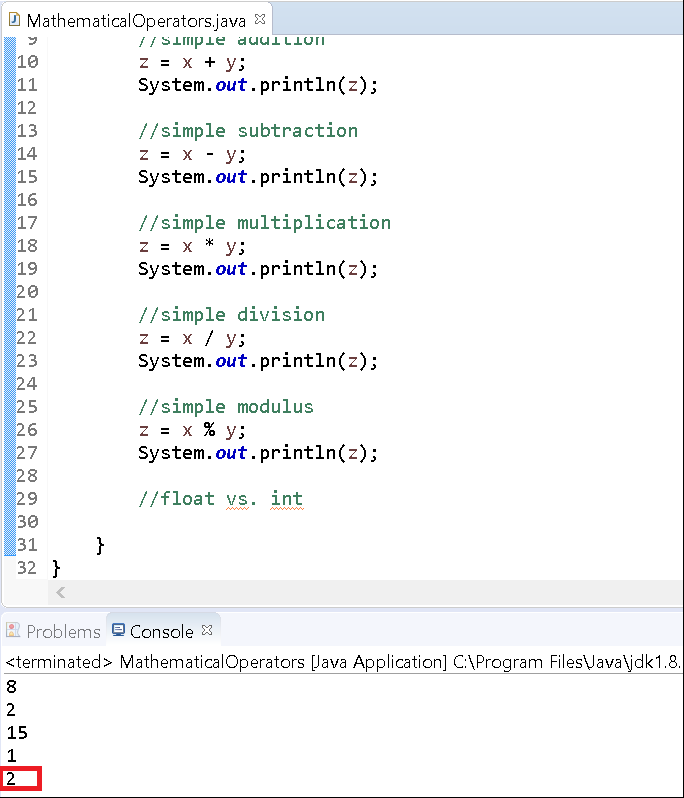 MathematicalOperators.java
9 //simple addition
10 z = x + y;
11 System.out.println(z);
12
13 //simple subtraction
14 z = x - y;
15 System.out.println(z);
16
17 //simple multiplication
18 z = x * y;
19 System.out.println(z);
20
21 //simple division
22 z = x / y;
23 System.out.println(z);
24
25 //simple modulus
26 z = x % y;
27 System.out.println(z);
28
29 //float vs. int
30
31 }
32 }
Problems Console
<terminated> MathematicalOperators [Java Application] C:\Program Files\Java\jdk1.8.
8
2
15
1
2